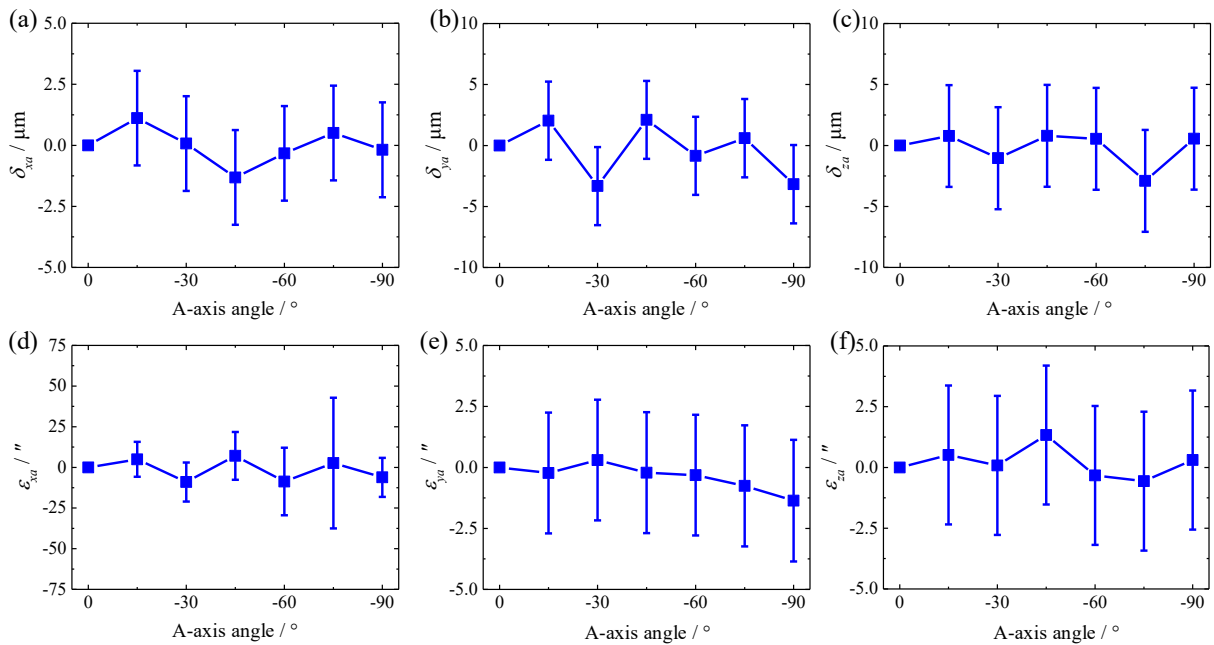 (a)
5.0
2.5
0.0
-2.5
-5.0
δxa / μm
0 -30 -60 -90
A-axis angle / °
(b)
10
5
0
-5
-10
δya / μm
0 -30 -60 -90
A-axis angle / °
(c)
10
5
0
-5
-10
δza / μm
0 -30 -60 -90
A-axis angle / °
(d)
75
50
25
0
-25
-50
-75
εxa / ″
0 -30 -60 -90
A-axis angle / °
(e)
5.0
2.5
0.0
-2.5
-5.0
εya / ″
0 -30 -60 -90
A-axis angle / °
(f)
5.0
2.5
0.0
-2.5
-5.0
εza / ″
0 -30 -60 -90
A-axis angle / °